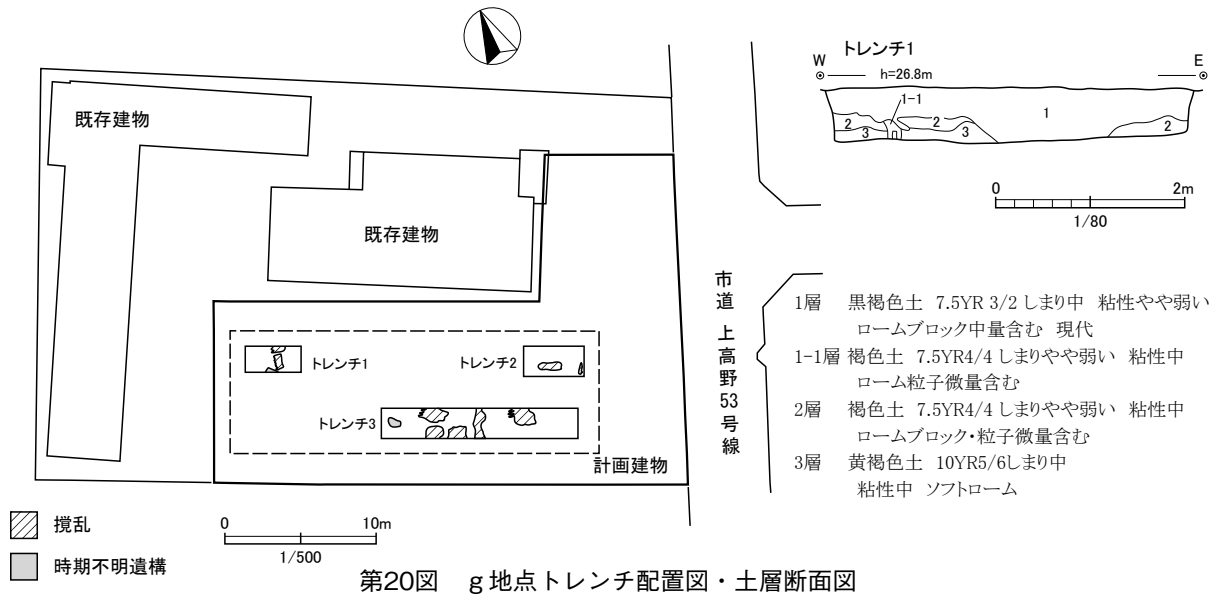 既存建物
既存建物
トレンチ1
トレンチ2
トレンチ3
計画建物
市道 上高野53号線
攪乱
時期不明遺構
0 10m
1/500
トレンチ1
W E
h=26.8m
1-1
1
2
3
2
3
2
0 2m
1/80
1層 黒褐色土 7.5YR 3/2 しまり中 粘性やや弱い
ロームブロック中量含む 現代
1-1層 褐色土 7.5YR4/4 しまりやや弱い 粘性中
ローム粒子微量含む
2層 褐色土 7.5YR4/4 しまりやや弱い 粘性中
ロームブロック・粒子微量含む
3層 黄褐色土 10YR5/6しまり中
粘性中 ソフトローム
第20図 g地点トレンチ配置図・土層断面図